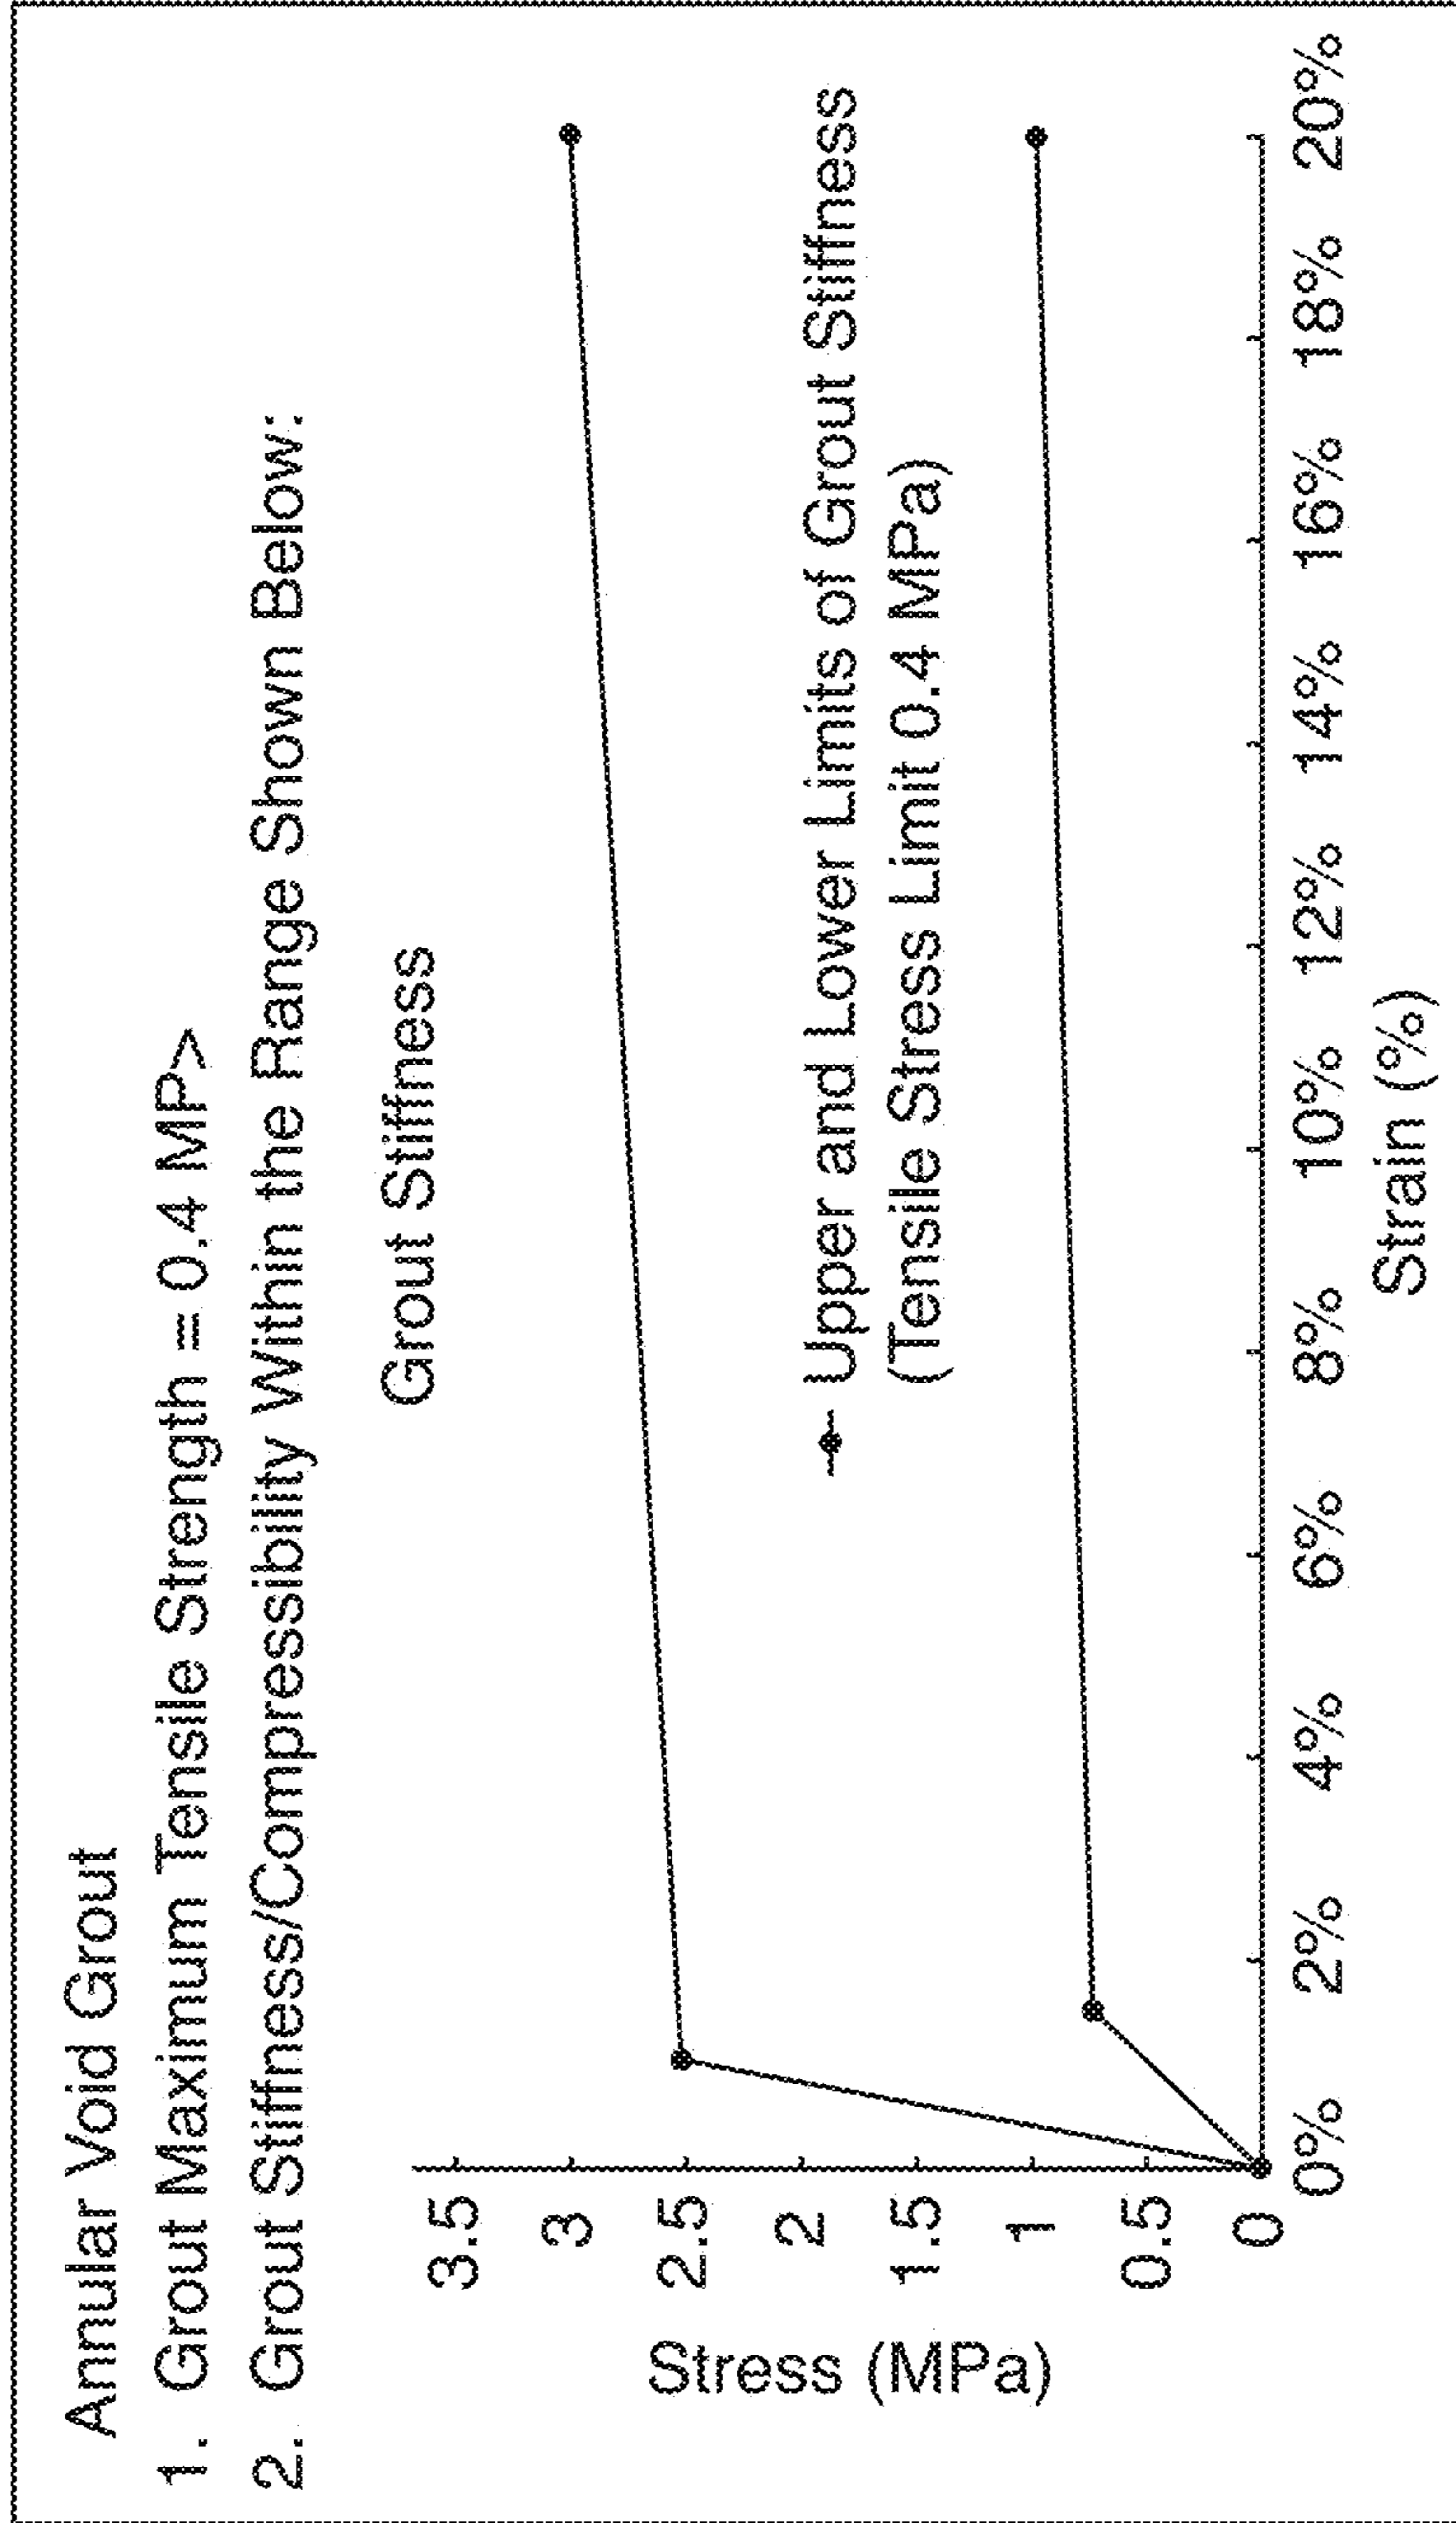 Annular Void Grout
1. Grout Maximum Tensile Strength = 0.4 MP>
2. Grout Stiffness/Compressibility Within the Range Shown Below:
Grout Stiffness
3.5
3
2.5
2
1.5
1
0.5
0
Stress (MPa)
Upper and Lower Limits of Grout Stiffness
(Tensile Stress Limit 0.4 MPa)
0% 2% 4% 6% 8% 10% 12% 14% 16% 18% 20%
Strain (%)